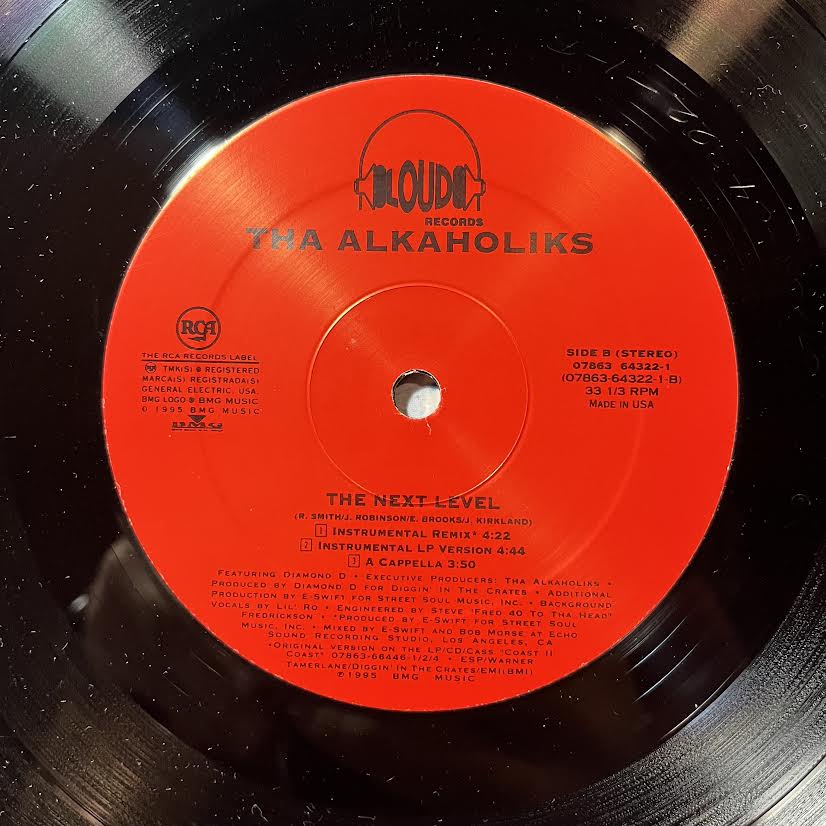 LOUD
RECORDS
THA ALKAHOLIKS
RCA
THE RCA RECORDS LABEL
TMK(S) ® REGISTERED
MARCA(S) REGISTRADA(S)
GENERAL ELECTRIC, USA.
BMG LOGO ® BMG MUSIC
© 1995 BMG MUSIC
BMG
SIDE B (STEREO)
07863 64322-1
(07863-64322-1-B)
33 1/3 RPM
MADE IN USA
THE NEXT LEVEL
(R. SMITH/J. ROBINSON/E. BROOKS/J. KIRKLAND)
1 INSTRUMENTAL REMIX* 4:22
2 INSTRUMENTAL LP VERSION 4:44
3 A CAPPELLA 3:50
FEATURING DIAMOND D • EXECUTIVE PRODUCERS: THA ALKAHOLIKS •
PRODUCED BY DIAMOND D FOR DIGGIN' IN THE CRATES • ADDITIONAL
PRODUCTION BY E-SWIFT FOR STREET SOUL MUSIC, INC. • BACKGROUND
VOCALS BY LIL' RO • ENGINEERED BY STEVE "FRED 40 TO THA HEAD"
FREDRICKSON • *PRODUCED BY E-SWIFT FOR STREET SOUL
MUSIC, INC. • MIXED BY E-SWIFT AND BOB MORSE AT ECHO
SOUND RECORDING STUDIO, LOS ANGELES, CA
*ORIGINAL VERSION ON THE LP/CD/CASS "COAST II
COAST" 07863-66446-1/2/4 • ESP/WARNER
TAMERLANE/DIGGIN' IN THE CRATES/EMI(BMI)
℗1995 BMG MUSIC